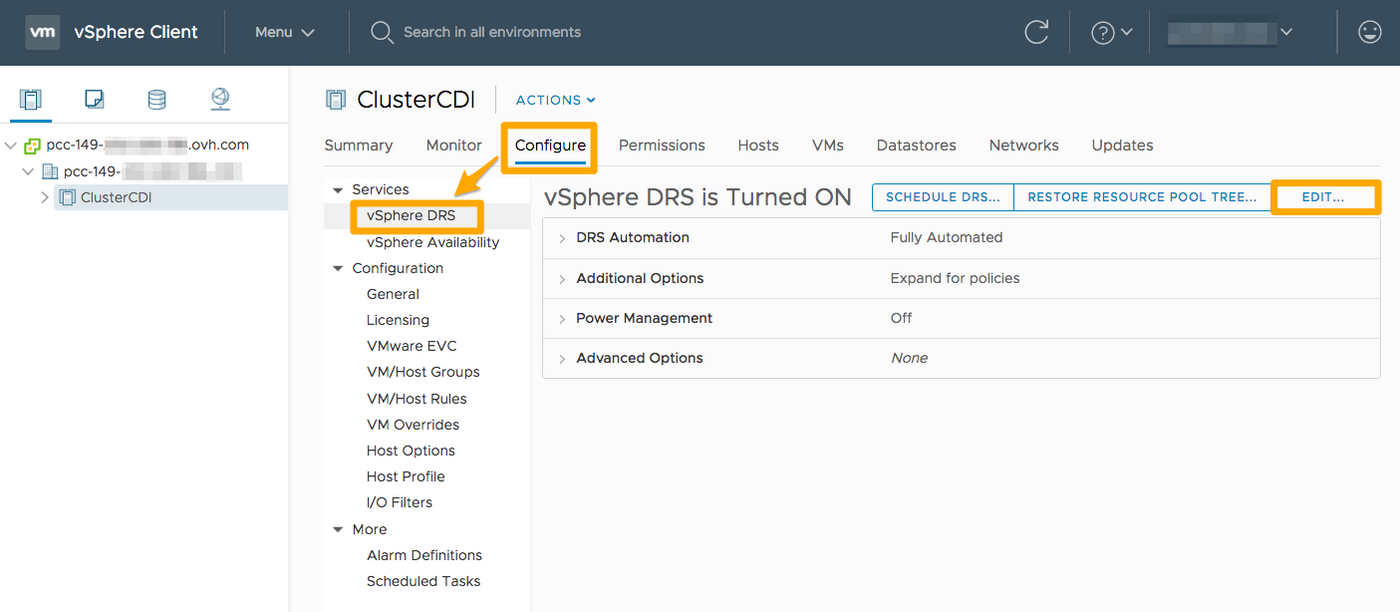 vm vSphere Client Menu Search in all environments ?
ClusterCDI ACTIONS
Summary Monitor Configure Permissions Hosts VMs Datastores Networks Updates
pcc-149- .ovh.com
pcc-149-
ClusterCDI
Services
vSphere DRS
vSphere Availability
Configuration
General
Licensing
VMware EVC
VM/Host Groups
VM/Host Rules
VM Overrides
Host Options
Host Profile
I/O Filters
More
Alarm Definitions
Scheduled Tasks
vSphere DRS is Turned ON SCHEDULE DRS... RESTORE RESOURCE POOL TREE... EDIT...
DRS Automation Fully Automated
Additional Options Expand for policies
Power Management Off
Advanced Options None